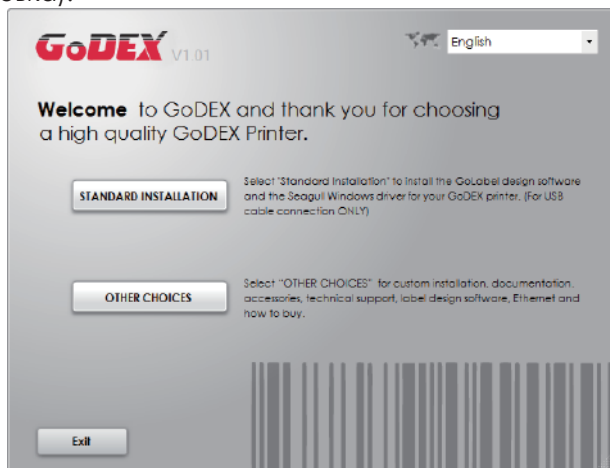 GoDEX V1.01
English
Welcome to GoDEX and thank you for choosing
a high quality GoDEX Printer.
STANDARD INSTALLATION
Select "Standard Installation" to install the GoLabel design software
and the Seagull Windows driver for your GoDEX printer. (For USB
cable connection ONLY)
OTHER CHOICES
Select "OTHER CHOICES" for custom installation, documentation,
accessories, technical support, label design software, Ethernet and
how to buy.
Exit